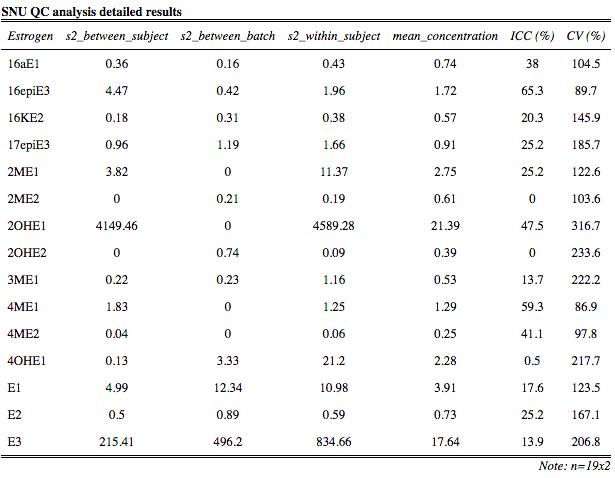 SNU QC analysis detailed results
Estrogen s2_between_subject s2_between_batch s2_within_subject mean_concentration ICC (%) CV (%)
16aE1 0.36 0.16 0.43 0.74 38 104.5
16epiE3 4.47 0.42 1.96 1.72 65.3 89.7
16KE2 0.18 0.31 0.38 0.57 20.3 145.9
17epiE3 0.96 1.19 1.66 0.91 25.2 185.7
2ME1 3.82 0 11.37 2.75 25.2 122.6
2ME2 0 0.21 0.19 0.61 0 103.6
2OHE1 4149.46 0 4589.28 21.39 47.5 316.7
2OHE2 0 0.74 0.09 0.39 0 233.6
3ME1 0.22 0.23 1.16 0.53 13.7 222.2
4ME1 1.83 0 1.25 1.29 59.3 86.9
4ME2 0.04 0 0.06 0.25 41.1 97.8
4OHE1 0.13 3.33 21.2 2.28 0.5 217.7
E1 4.99 12.34 10.98 3.91 17.6 123.5
E2 0.5 0.89 0.59 0.73 25.2 167.1
E3 215.41 496.2 834.66 17.64 13.9 206.8
Note: n=19x2